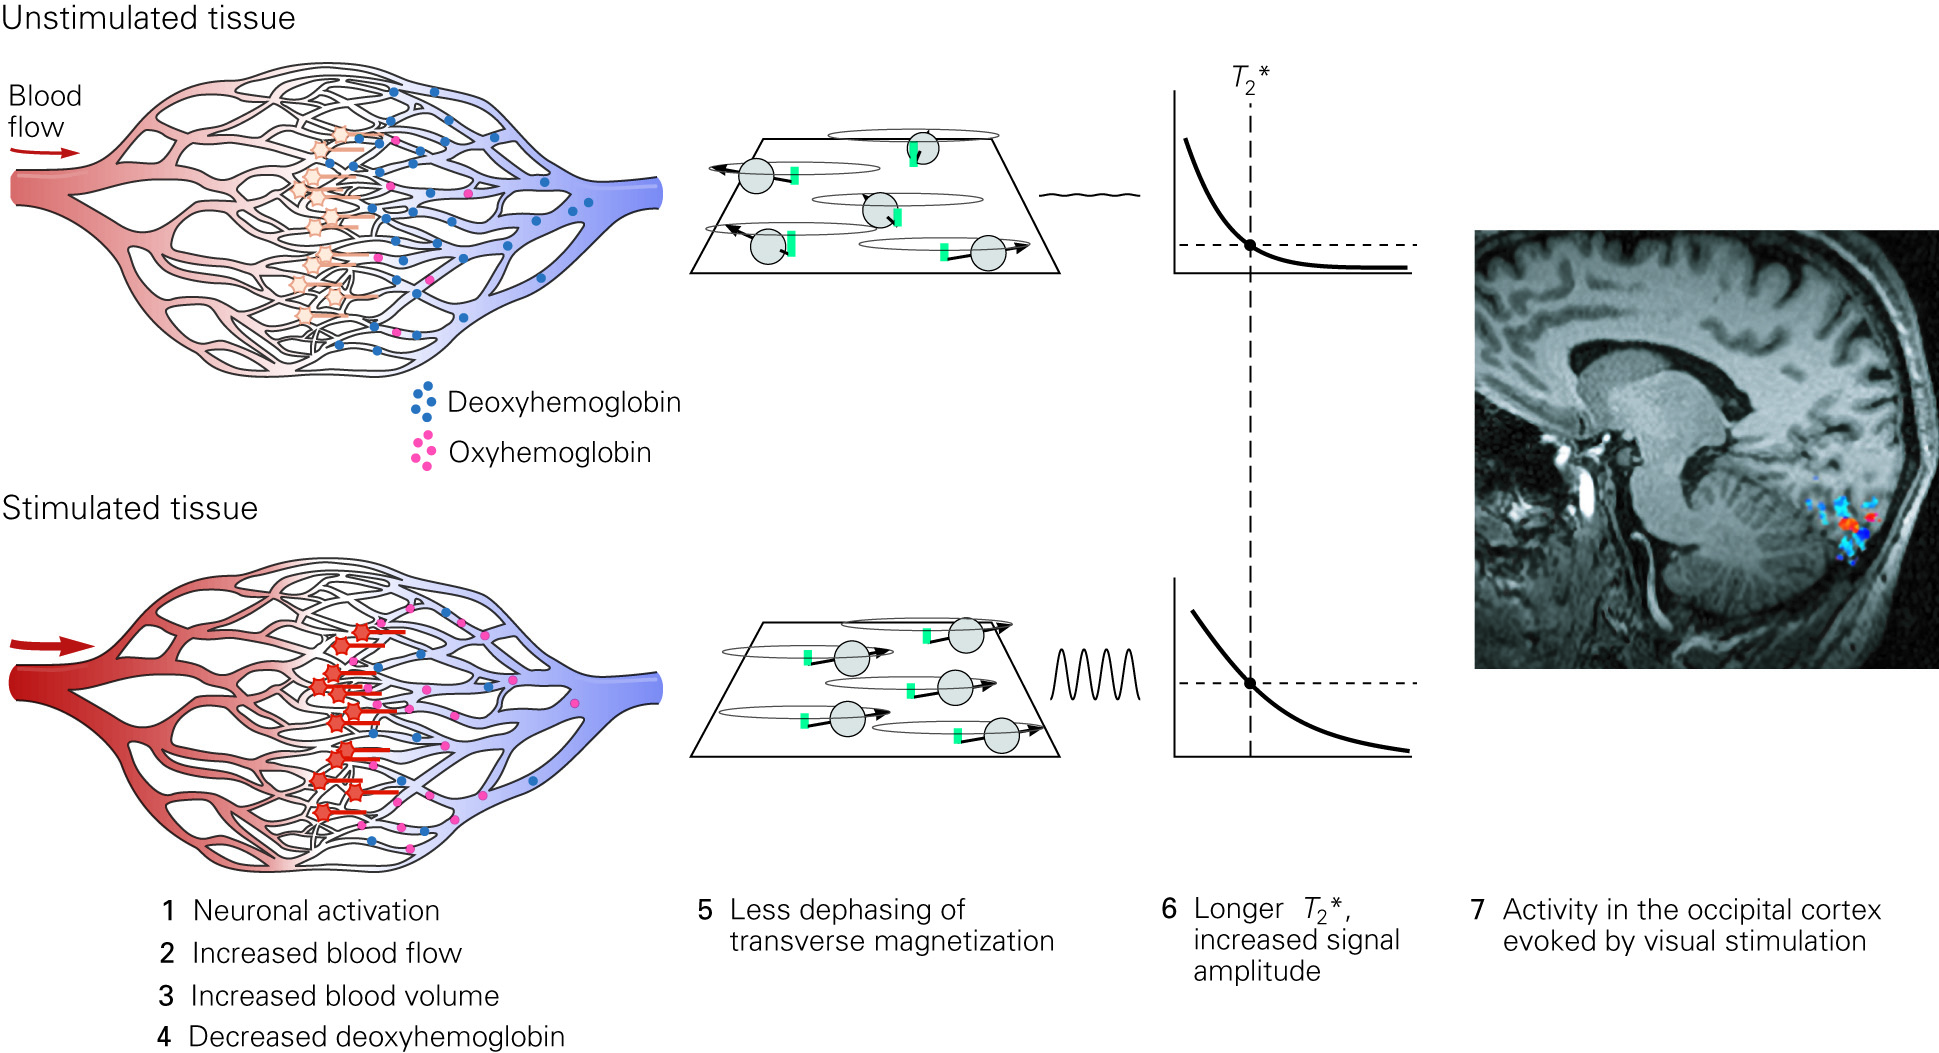 Unstimulated tissue
Blood
flow
T2*
Deoxyhemoglobin
Oxyhemoglobin
Stimulated tissue
1 Neuronal activation
2 Increased blood flow
3 Increased blood volume
4 Decreased deoxyhemoglobin
5 Less dephasing of
transverse magnetization
6 Longer T2*,
increased signal
amplitude
7 Activity in the occipital cortex
evoked by visual stimulation